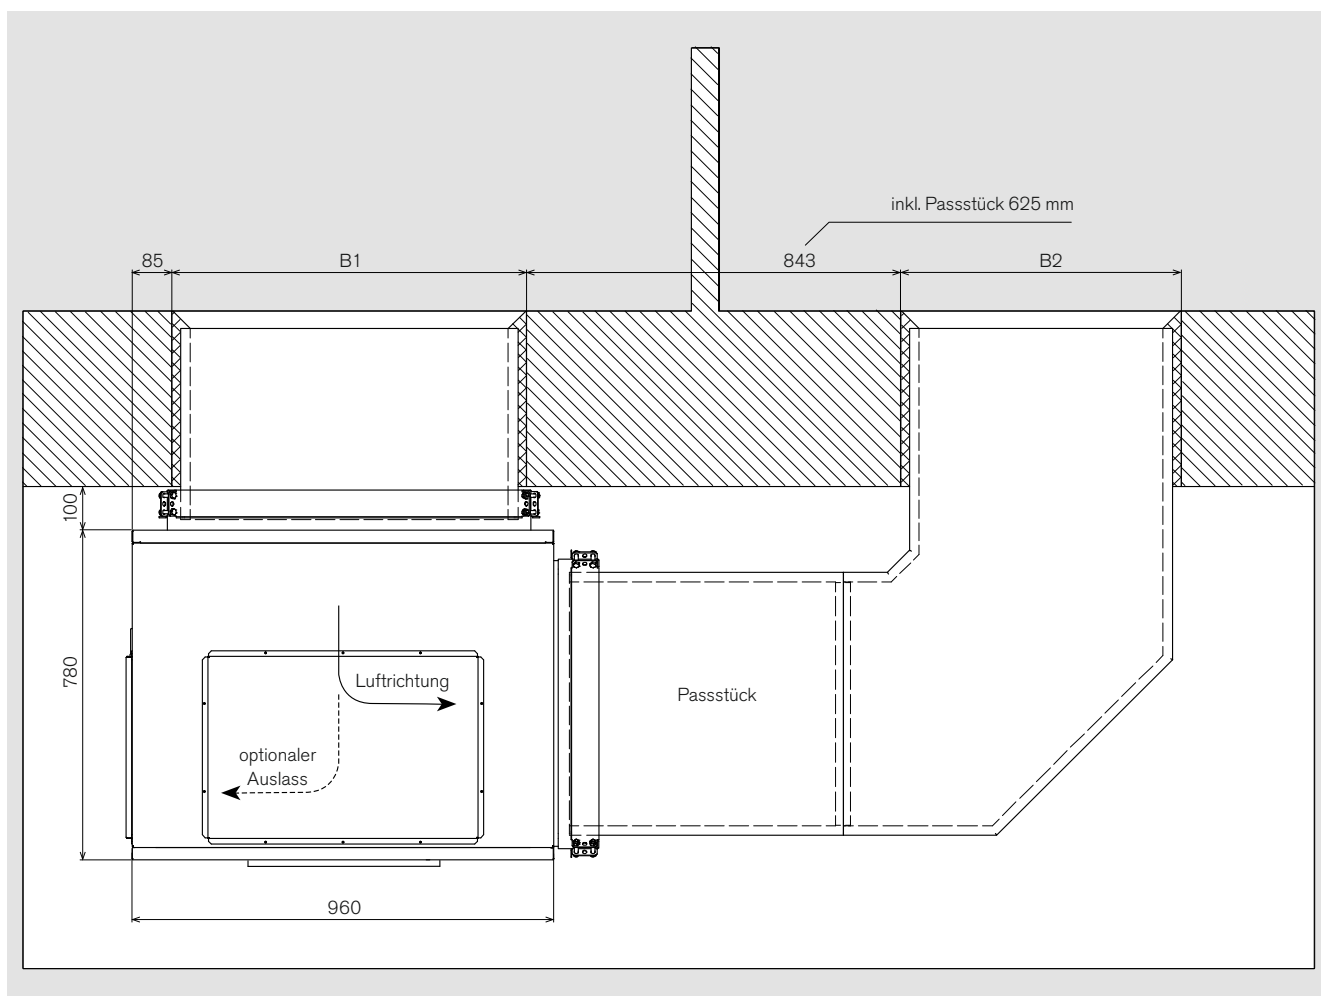 inkl. Passstück 625 mm
85
B1
843
B2
100
780
Luftrichtung
Passstück
optionaler
Auslass
960